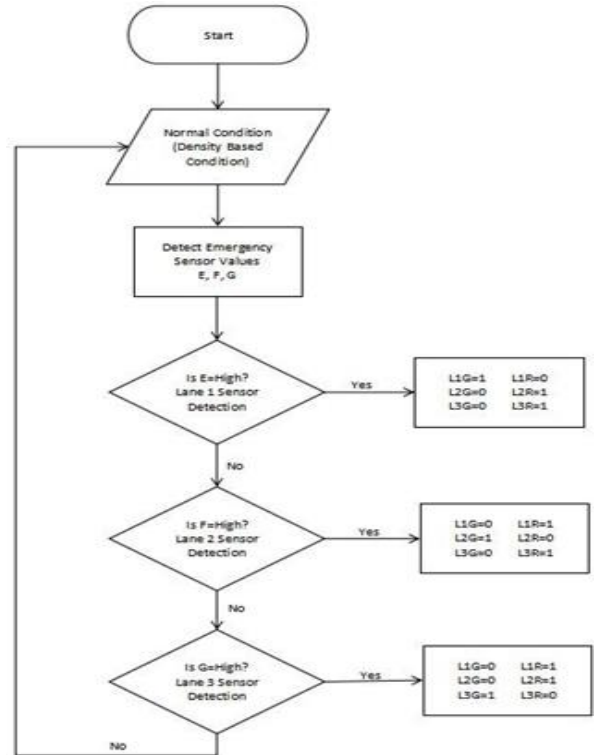 Start
Normal Condition
(Density Based
Condition)
Detect Emergency
Sensor Values
E, F, G
Is E=High?
Lane 1 Sensor
Detection
Yes
L1G=1 L1R=0
L2G=0 L2R=1
L3G=0 L3R=1
No
Is F=High?
Lane 2 Sensor
Detection
Yes
L1G=0 L1R=1
L2G=1 L2R=0
L3G=0 L3R=1
No
Is G=High?
Lane 3 Sensor
Detection
Yes
L1G=0 L1R=1
L2G=0 L2R=1
L3G=1 L3R=0
No